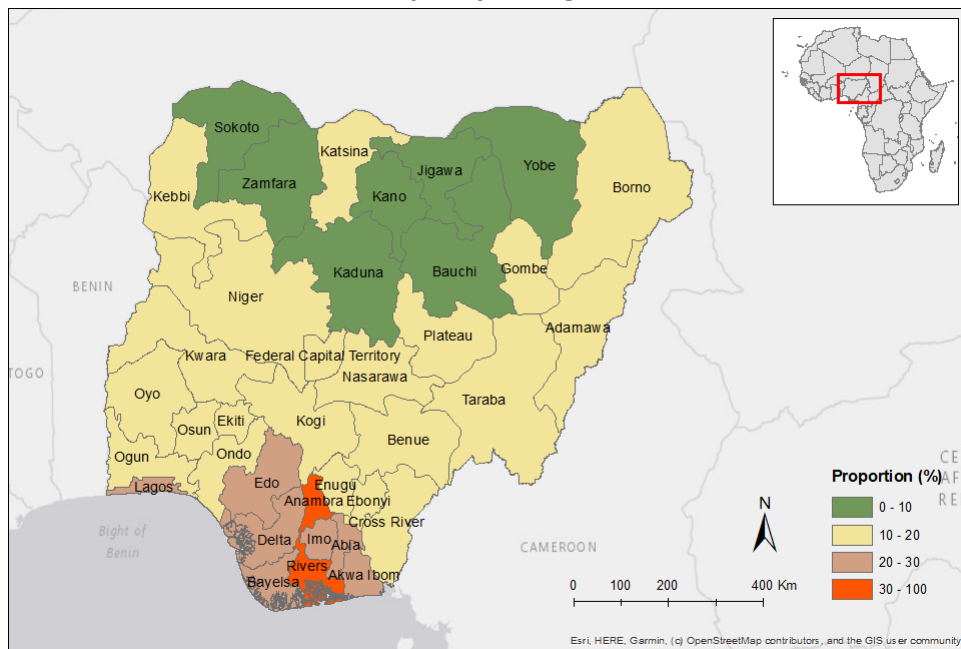 Sokoto
Katsina
Jigawa
Yobe
Zamfara
Kebbi
Kano
Borno
Kaduna
Bauchi
Gombe
BENIN
Niger
Adamawa
Plateau
Kwara
Federal Capital Territory
TOGO
Nasarawa
Oyo
Taraba
Ekiti
Kogi
Osun
Benue
Ogun
Ondo
Lagos
Edo
Enugu
Anambra
Ebonyi
Cross River
Bight of
Benin
Delta
Imo
Abia
CAMEROON
Rivers
Bayelsa
Akwa Ibom
CE
AF
RE
Proportion (%)
0 - 10
10 - 20
20 - 30
30 - 100
N
0 100 200 400 Km
Esri, HERE, Garmin, (c) OpenStreetMap contributors, and the GIS user community